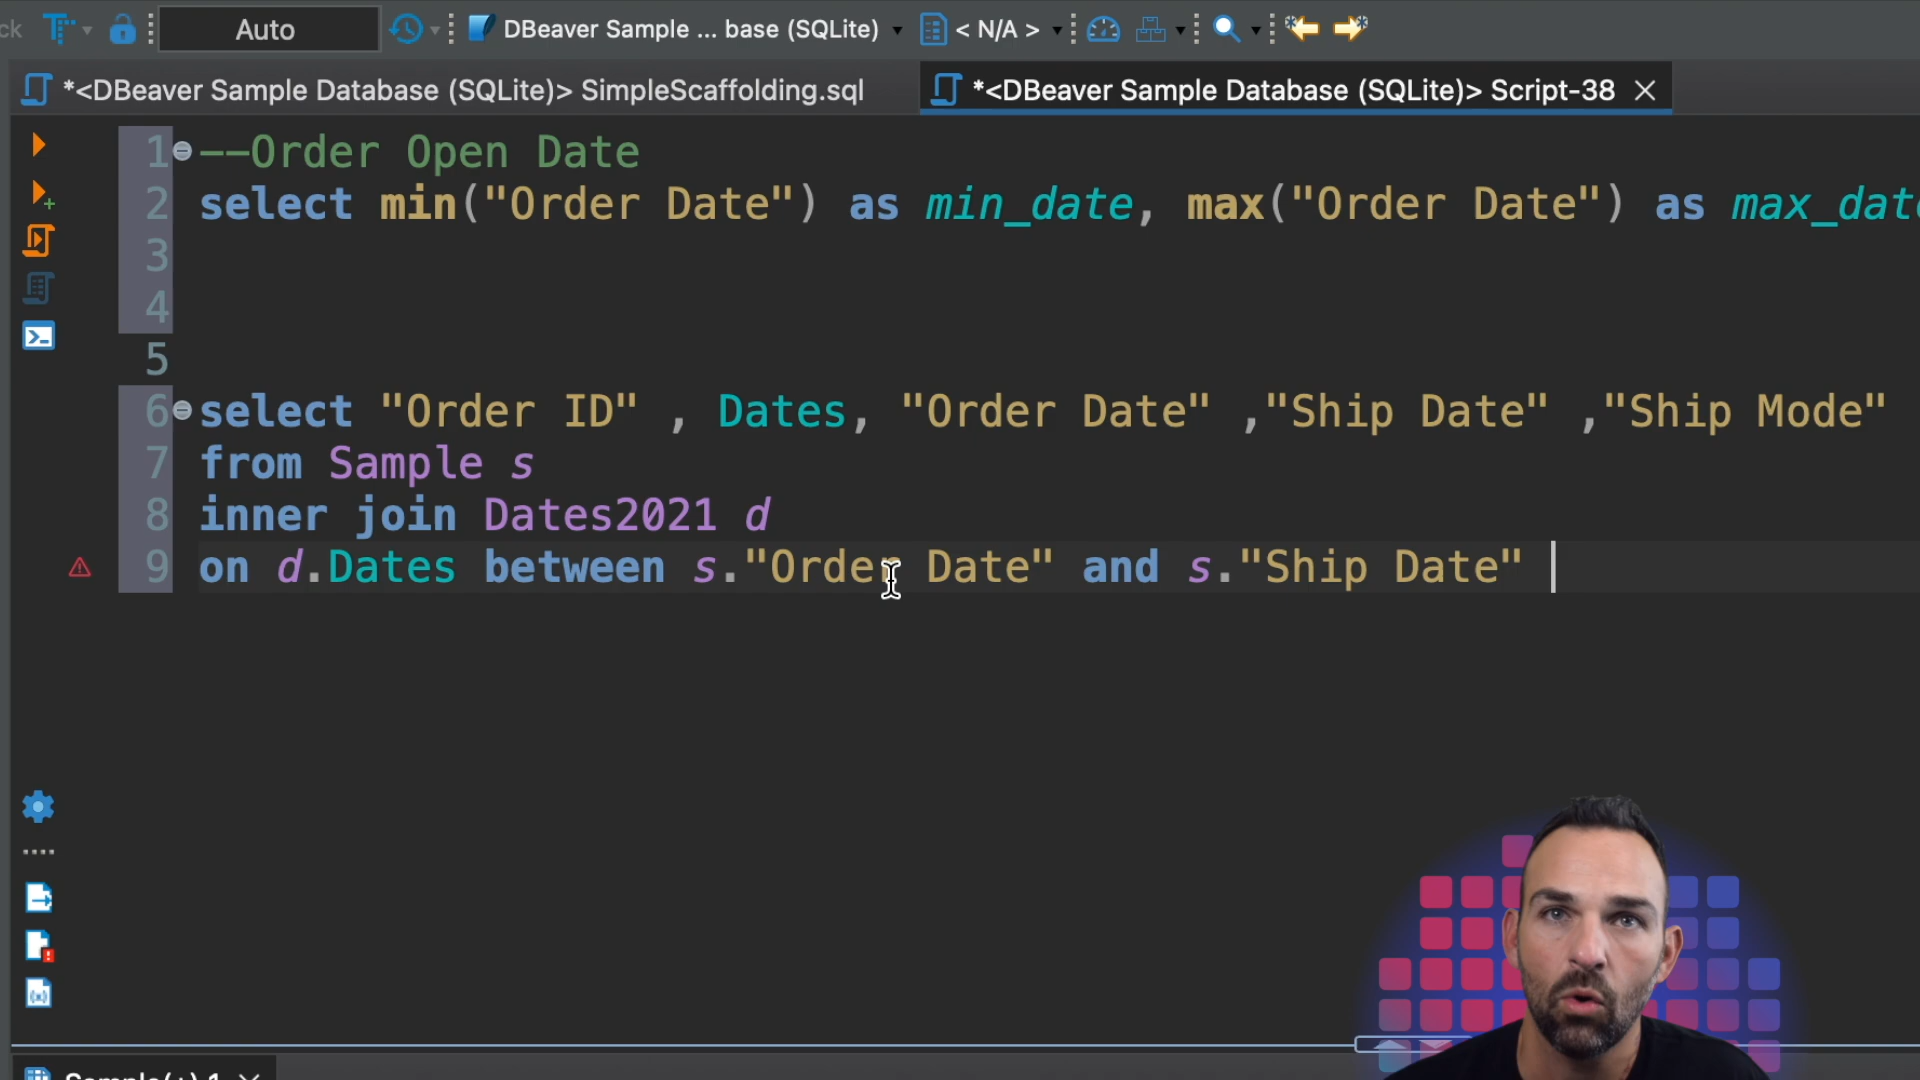 Auto
DBeaver Sample ... base (SQLite)
< N/A >
*<DBeaver Sample Database (SQLite)> SimpleScaffolding.sql
*<DBeaver Sample Database (SQLite)> Script-38
1 --Order Open Date
2 select min("Order Date") as min_date, max("Order Date") as
3
4
5
6 select "Order ID" , Dates, "Order Date" ,"Ship Date" ,"Ship Mode"
7 from Sample s
8 inner join Dates2021 d
9 on d.Dates between s."Order Date" and s."Ship Date"